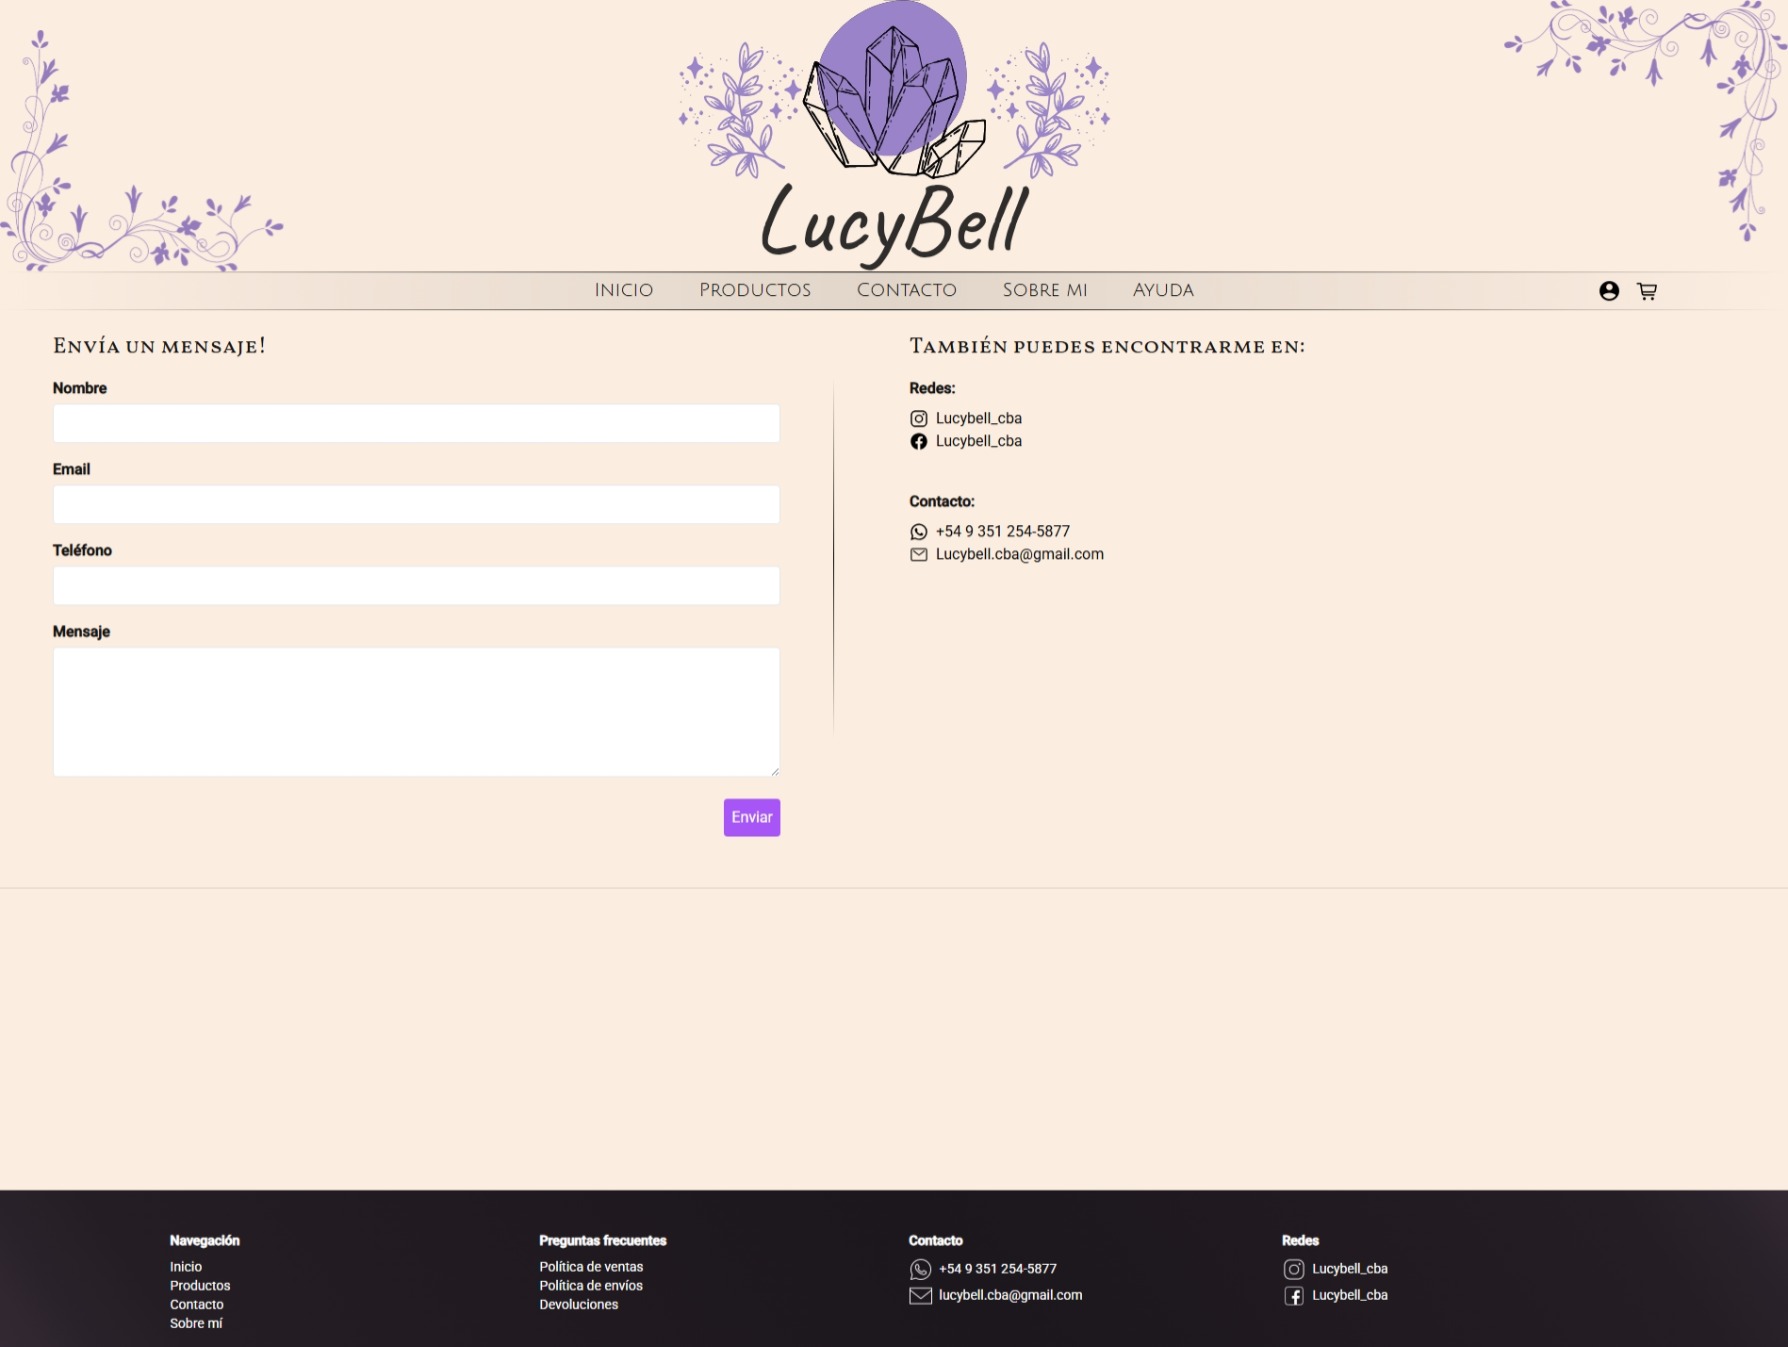 LucyBell
Inicio
Productos
Contacto
Sobre mi
Ayuda
Envía un mensaje!
Nombre
Email
Teléfono
Mensaje
Enviar
También puedes encontrarme en:
Redes:
Lucybell_cba
Lucybell_cba
Contacto:
+54 9 351 254-5877
Lucybell.cba@gmail.com
Navegación
Inicio
Productos
Contacto
Sobre mí
Preguntas frecuentes
Política de ventas
Política de envíos
Devoluciones
Contacto
+54 9 351 254-5877
lucybell.cba@gmail.com
Redes
Lucybell_cba
Lucybell_cba